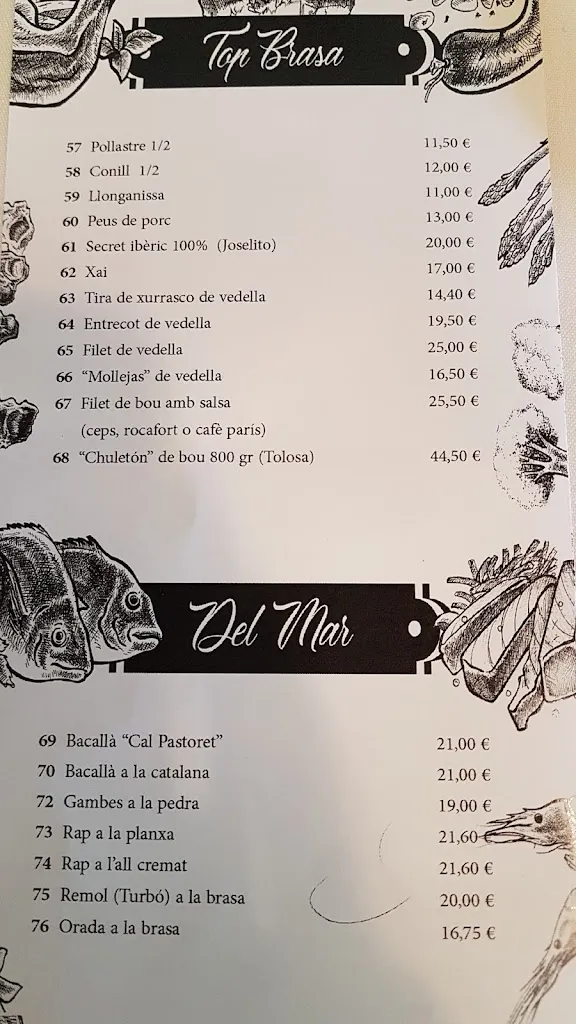 Top Brasa
57 Pollastre 1/2 11,50 €
58 Conill 1/2 12,00 €
59 Llonganissa 11,00 €
60 Peus de porc 13,00 €
61 Secret ibèric 100% (Joselito) 20,00 €
62 Xai 17,00 €
63 Tira de xurrasco de vedella 14,40 €
64 Entrecot de vedella 19,50 €
65 Filet de vedella 25,00 €
66 “Mollejas” de vedella 16,50 €
67 Filet de bou amb salsa 25,50 €
(ceps, rocafort o cafè parís)
68 “Chuletón” de bou 800 gr (Tolosa) 44,50 €
Del Mar
69 Bacallà “Cal Pastoret” 21,00 €
70 Bacallà a la catalana 21,00 €
72 Gambes a la pedra 19,00 €
73 Rap a la planxa 21,60 €
74 Rap a l'all cremat 21,60 €
75 Remol (Turbó) a la brasa 20,00 €
76 Orada a la brasa 16,75 €